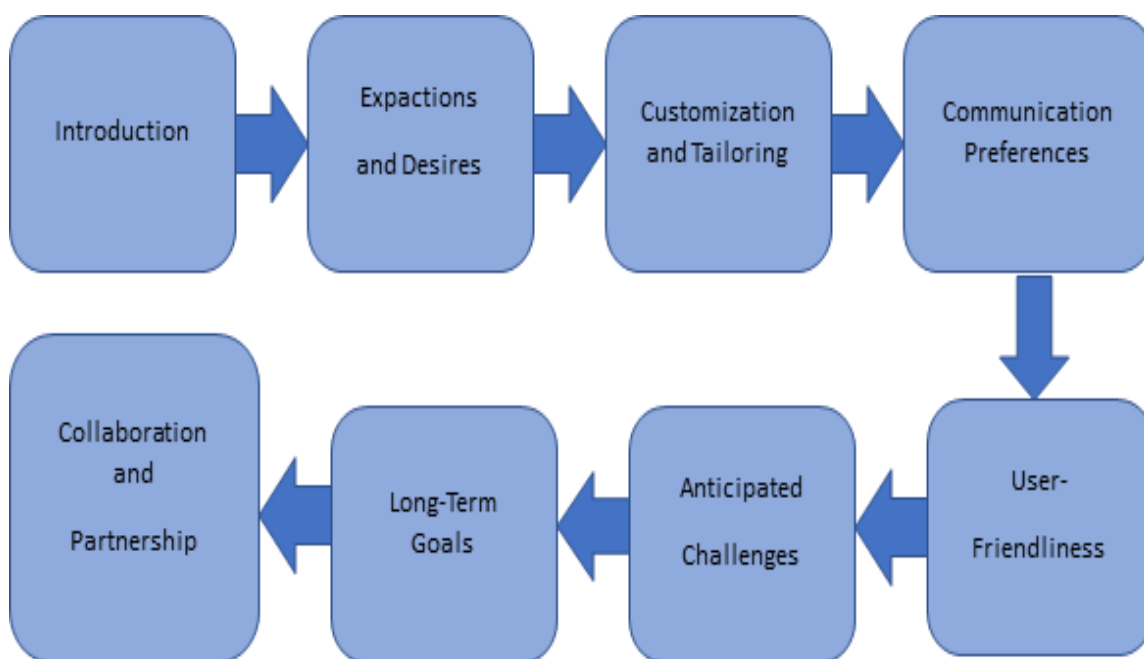 Introduction
Expactions
and Desires
Customization
and Tailoring
Communication
Preferences
User-
Friendliness
Anticipated
Challenges
Long-Term
Goals
Collaboration
and
Partnership